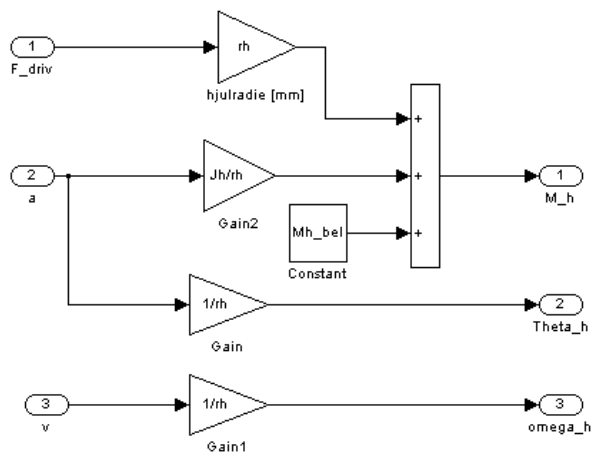 1
F_driv
rh
hjulradie [mm]
+
2
a
Jh/rh
Gain2
+
1
M_h
Mh_bel
Constant
+
1/rh
Gain
2
Theta_h
3
v
1/rh
Gain1
3
omega_h